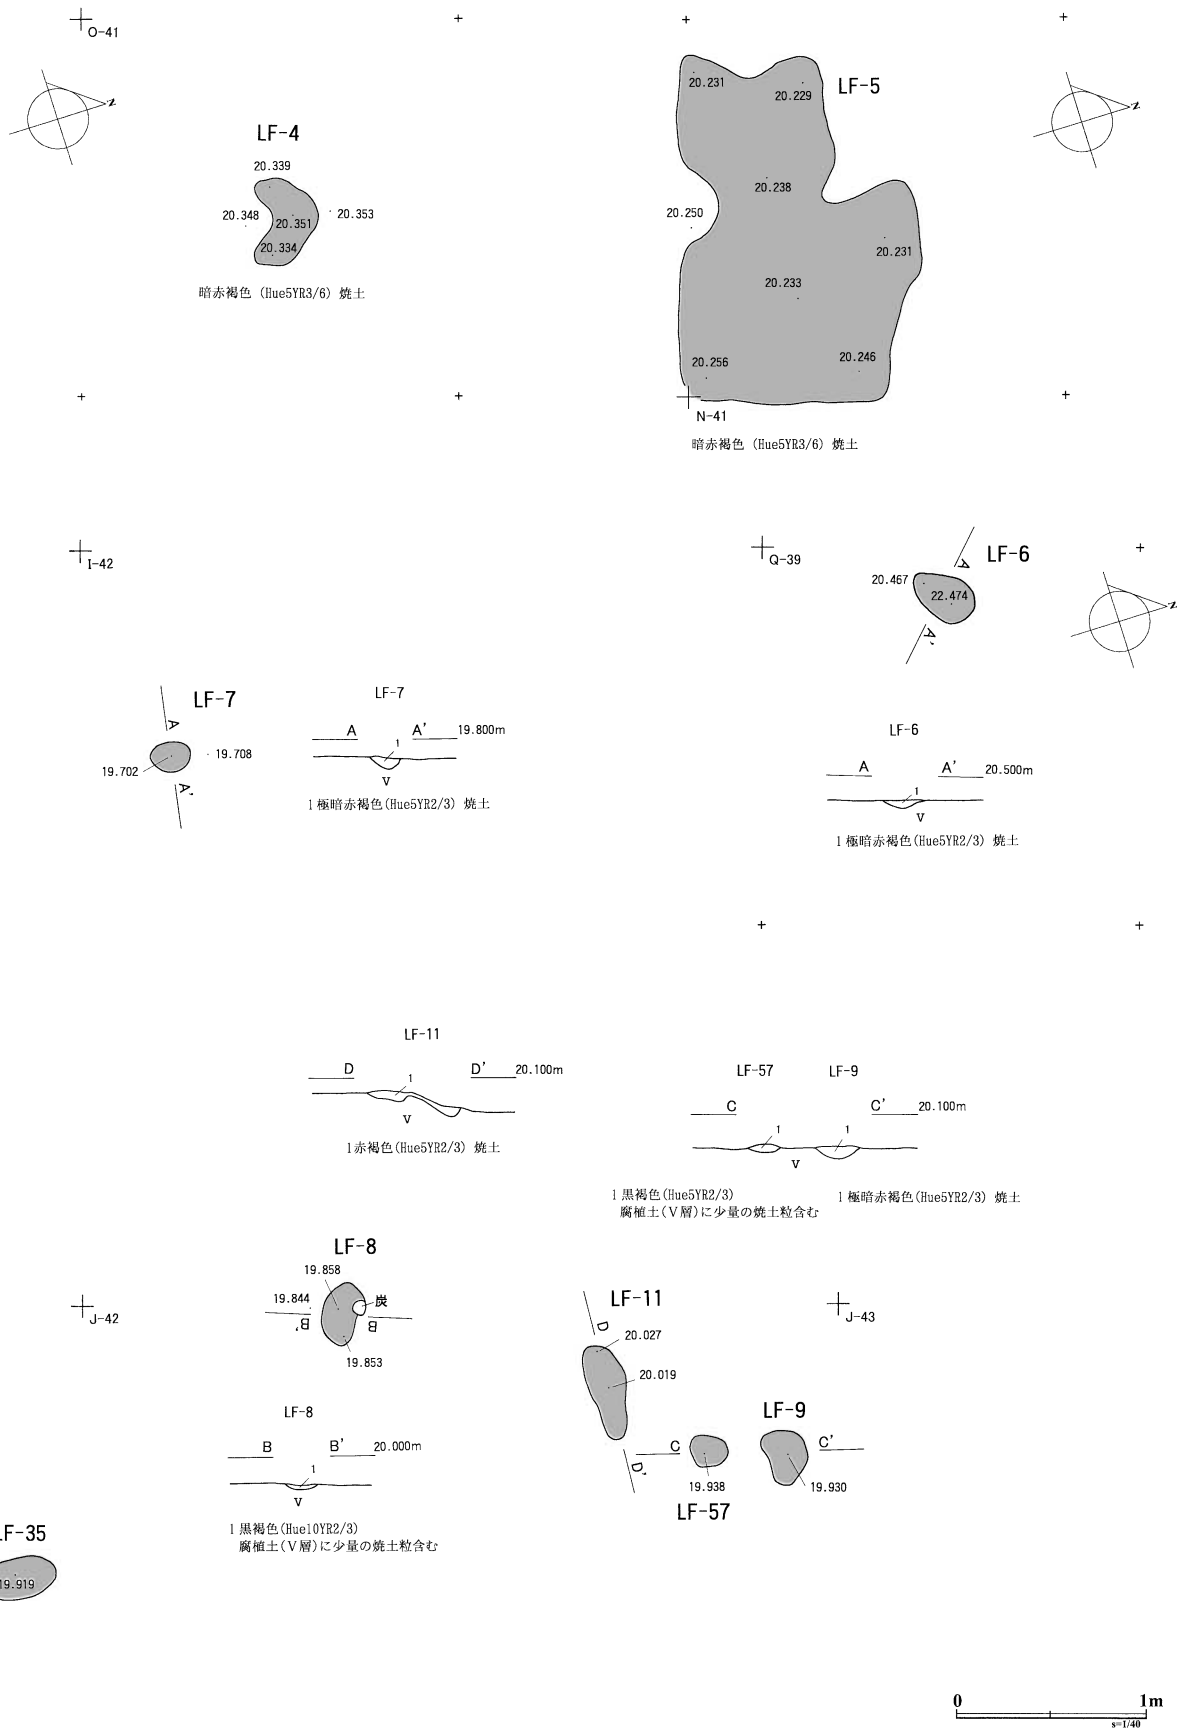 O-41
LF-4
20.339
20.348
20.351
20.353
20.334
暗赤褐色 (Hue5YR3/6) 焼土
LF-5
20.231
20.229
20.238
20.250
20.231
20.233
20.256
20.246
N-41
暗赤褐色 (Hue5YR3/6) 焼土
Z
Z
I-42
Q-39
LF-6
A
20.467
22.474
A'
Z
LF-7
A
19.702
19.708
A'
LF-7
A A' 19.800m
1
V
1 極暗赤褐色(Hue5YR2/3) 焼土
LF-6
A A' 20.500m
1
V
1 極暗赤褐色(Hue5YR2/3) 焼土
LF-11
D D' 20.100m
1
V
1 赤褐色(Hue5YR2/3) 焼土
LF-57 LF-9
C C' 20.100m
1 1
V
1 黒褐色(Hue5YR2/3)
腐植土(V層)に少量の焼土粒含む
1 極暗赤褐色(Hue5YR2/3) 焼土
J-42
LF-8
19.858
19.844
炭
B' B
19.853
LF-8
B B' 20.000m
1
V
1 黒褐色(Hue10YR2/3)
腐植土(V層)に少量の焼土粒含む
LF-11
D
20.027
20.019
D'
J-43
LF-9
C C'
19.938
19.930
LF-57
LF-35
19.919
0 1m
s=1/40